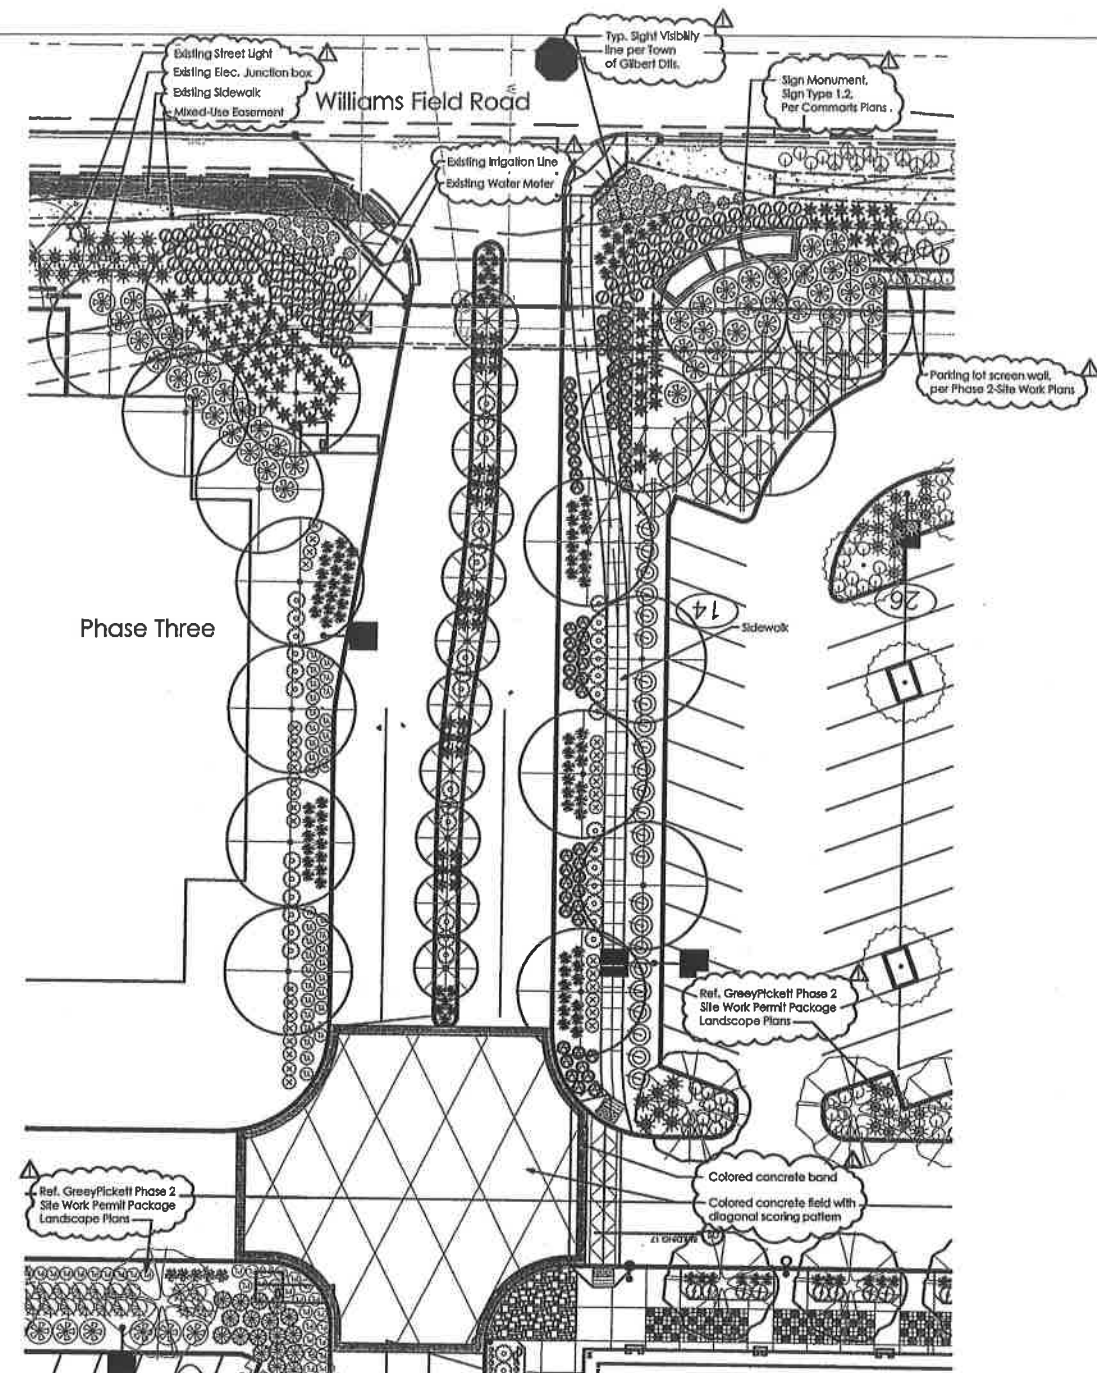 Typ. Sight Visibility
line per Town
of Gilbert Dtls.
Existing Street Light
Existing Elec. Junction box
Existing Sidewalk
Mixed-Use Easement
Williams Field Road
Sign Monument,
Sign Type 1.2,
Per Commarts Plans .
Existing Irrigation Line
Existing Water Meter
Parking lot screen wall,
per Phase 2-Site Work Plans
26
14
Phase Three
Sidewalk
Ref. GreeyPickett Phase 2
Site Work Permit Package
Landscape Plans
Colored concrete band
Colored concrete field with
diagonal scoring pattern
Ref. GreeyPickett Phase 2
Site Work Permit Package
Landscape Plans
BUILDING 17